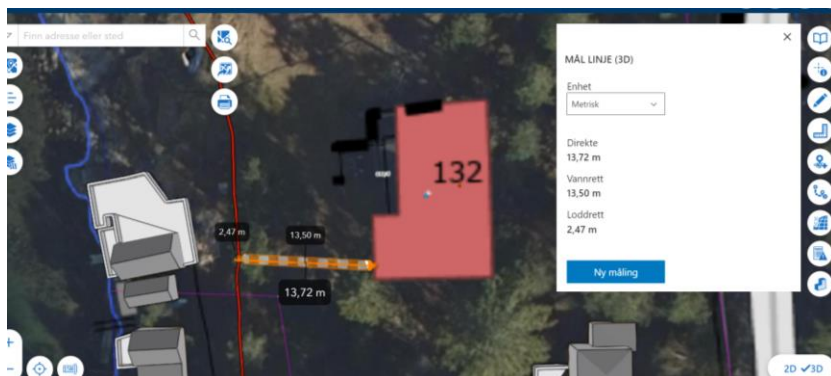 Finn adresse eller sted
MÅL LINJE (3D)
Enhet
Metrisk
Direkte
13,72 m
Vannrett
13,50 m
Loddrett
2,47 m
Ny måling
132
2,47 m
13,50 m
13,72 m
2D 3D